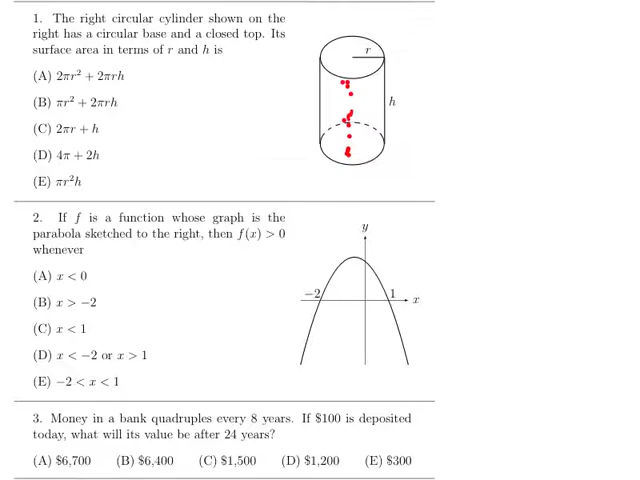 1. The right circular cylinder shown on the
right has a circular base and a closed top. Its
surface area in terms of r and h is
(A) 2πr² + 2πrh
(B) πr² + 2πrh
(C) 2πr + h
(D) 4π + 2h
(E) πr²h
r
h
2. If f is a function whose graph is the
parabola sketched to the right, then f(x) > 0
whenever
(A) x < 0
(B) x > −2
(C) x < 1
(D) x < −2 or x > 1
(E) −2 < x < 1
y
−2 1 x
3. Money in a bank quadruples every 8 years. If $100 is deposited
today, what will its value be after 24 years?
(A) $6,700 (B) $6,400 (C) $1,500 (D) $1,200 (E) $300